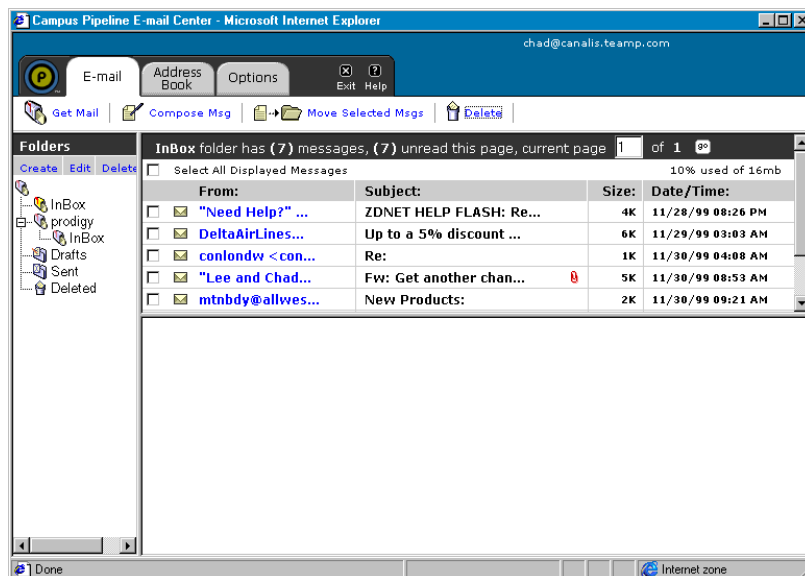 Campus Pipeline E-mail Center - Microsoft Internet Explorer
chad@canalis.teamp.com
P E-mail Address Book Options Exit Help
Get Mail Compose Msg Move Selected Msgs Delete
Folders
Create Edit Delete
InBox
prodigy
InBox
Drafts
Sent
Deleted
InBox folder has (7) messages, (7) unread this page, current page 1 of 1 go
Select All Displayed Messages 10% used of 16mb
From: Subject: Size: Date/Time:
"Need Help?" ... ZDNET HELP FLASH: Re... 4K 11/28/99 08:26 PM
DeltaAirLines... Up to a 5% discount ... 6K 11/29/99 03:03 AM
conlondw <con... Re: 1K 11/30/99 04:08 AM
"Lee and Chad... Fw: Get another chan... 5K 11/30/99 08:53 AM
mtnbdy@allwes... New Products: 2K 11/30/99 09:21 AM
Done Internet zone